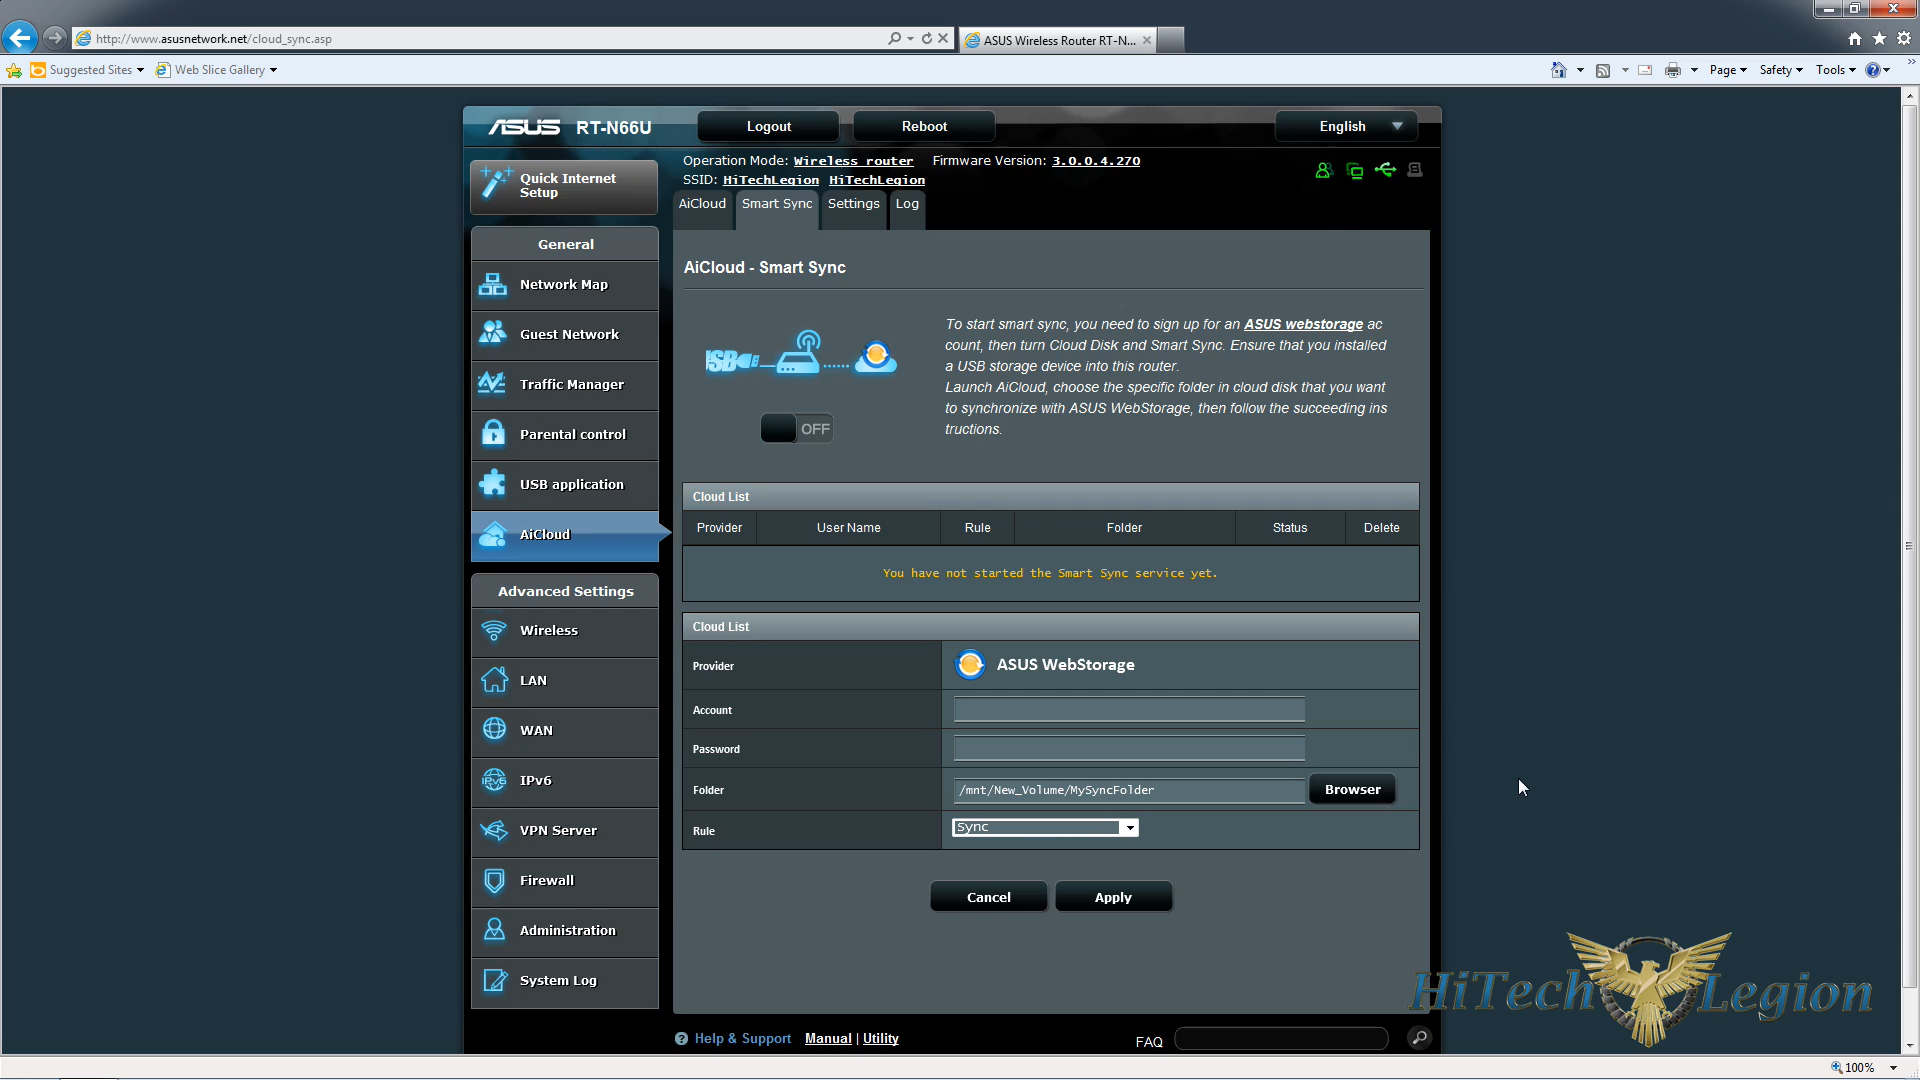 http://www.asusnetwork.net/cloud_sync.asp
ASUS Wireless Router RT-N...
Suggested Sites
Web Slice Gallery
Page
Safety
Tools
ASUS RT-N66U
Logout
Reboot
English
Operation Mode: Wireless router Firmware Version: 3.0.0.4.270
SSID: HiTechLegion HiTechLegion
Quick Internet
Setup
AiCloud
Smart Sync
Settings
Log
General
Network Map
Guest Network
Traffic Manager
Parental control
USB application
AiCloud
Advanced Settings
Wireless
LAN
WAN
IPv6
VPN Server
Firewall
Administration
System Log
AiCloud - Smart Sync
To start smart sync, you need to sign up for an ASUS webstorage ac
count, then turn Cloud Disk and Smart Sync. Ensure that you installed
a USB storage device into this router.
Launch AiCloud, choose the specific folder in cloud disk that you want
to synchronize with ASUS WebStorage, then follow the succeeding ins
tructions.
USB
OFF
Cloud List
Provider User Name Rule Folder Status Delete
You have not started the Smart Sync service yet.
Cloud List
Provider
ASUS WebStorage
Account
Password
Folder
/mnt/New_Volume/MySyncFolder
Browser
Rule
Sync
Cancel
Apply
Help & Support Manual | Utility
FAQ
HiTech Legion
100%